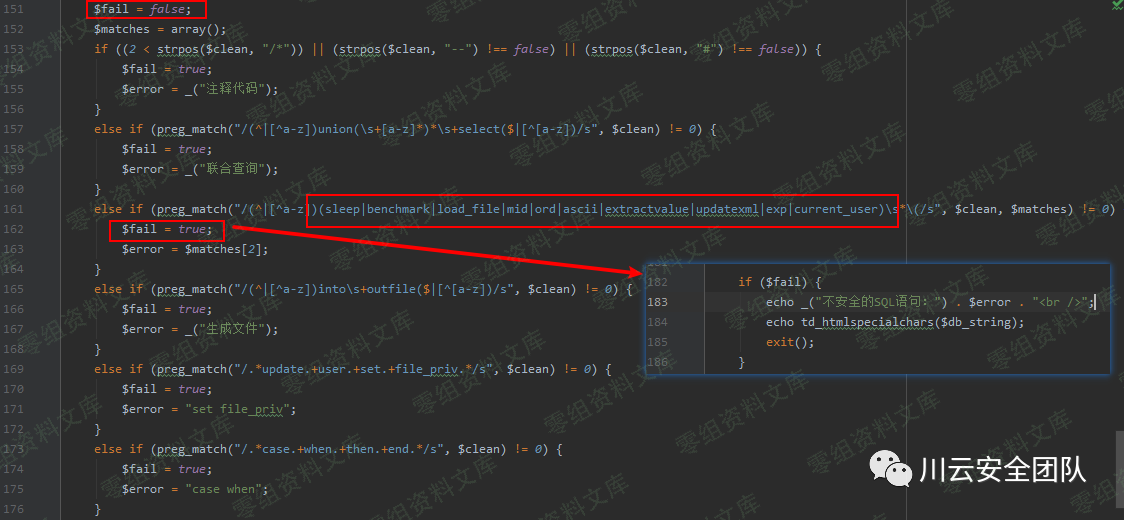 151 $fail = false;
152 $matches = array();
153 if ((2 < strpos($clean, "/*")) || (strpos($clean, "--") !== false) || (strpos($clean, "#") !== false)) {
154 $fail = true;
155 $error = _("注释代码");
156 }
157 else if (preg_match("/(^|[^a-z])union(\s+[a-z]*)*\s+select($|[^[a-z])/s", $clean) != 0) {
158 $fail = true;
159 $error = _("联合查询");
160 }
161 else if (preg_match("/(^|[^a-z])(sleep|benchmark|load_file|mid|ord|ascii|extractvalue|updatexml|exp|current_user)\s*\(/s", $clean, $matches) != 0)
162 $fail = true;
163 $error = $matches[2];
164 }
165 else if (preg_match("/(^|[^a-z])into\s+outfile($|[^[a-z])/s", $clean) != 0) {
166 $fail = true;
167 $error = _("生成文件");
168 }
169 else if (preg_match("/.*update.+user.+set.+file_priv.*/s", $clean) != 0) {
170 $fail = true;
171 $error = "set file_priv";
172 }
173 else if (preg_match("/.*case.+when.+then.+end.*/s", $clean) != 0) {
174 $fail = true;
175 $error = "case when";
176 }
182 if ($fail) {
183 echo _("不安全的SQL语句：") . $error . "<br />";
184 echo td_htmlspecialchars($db_string);
185 exit();
186 }
零组资料文库
川云安全团队